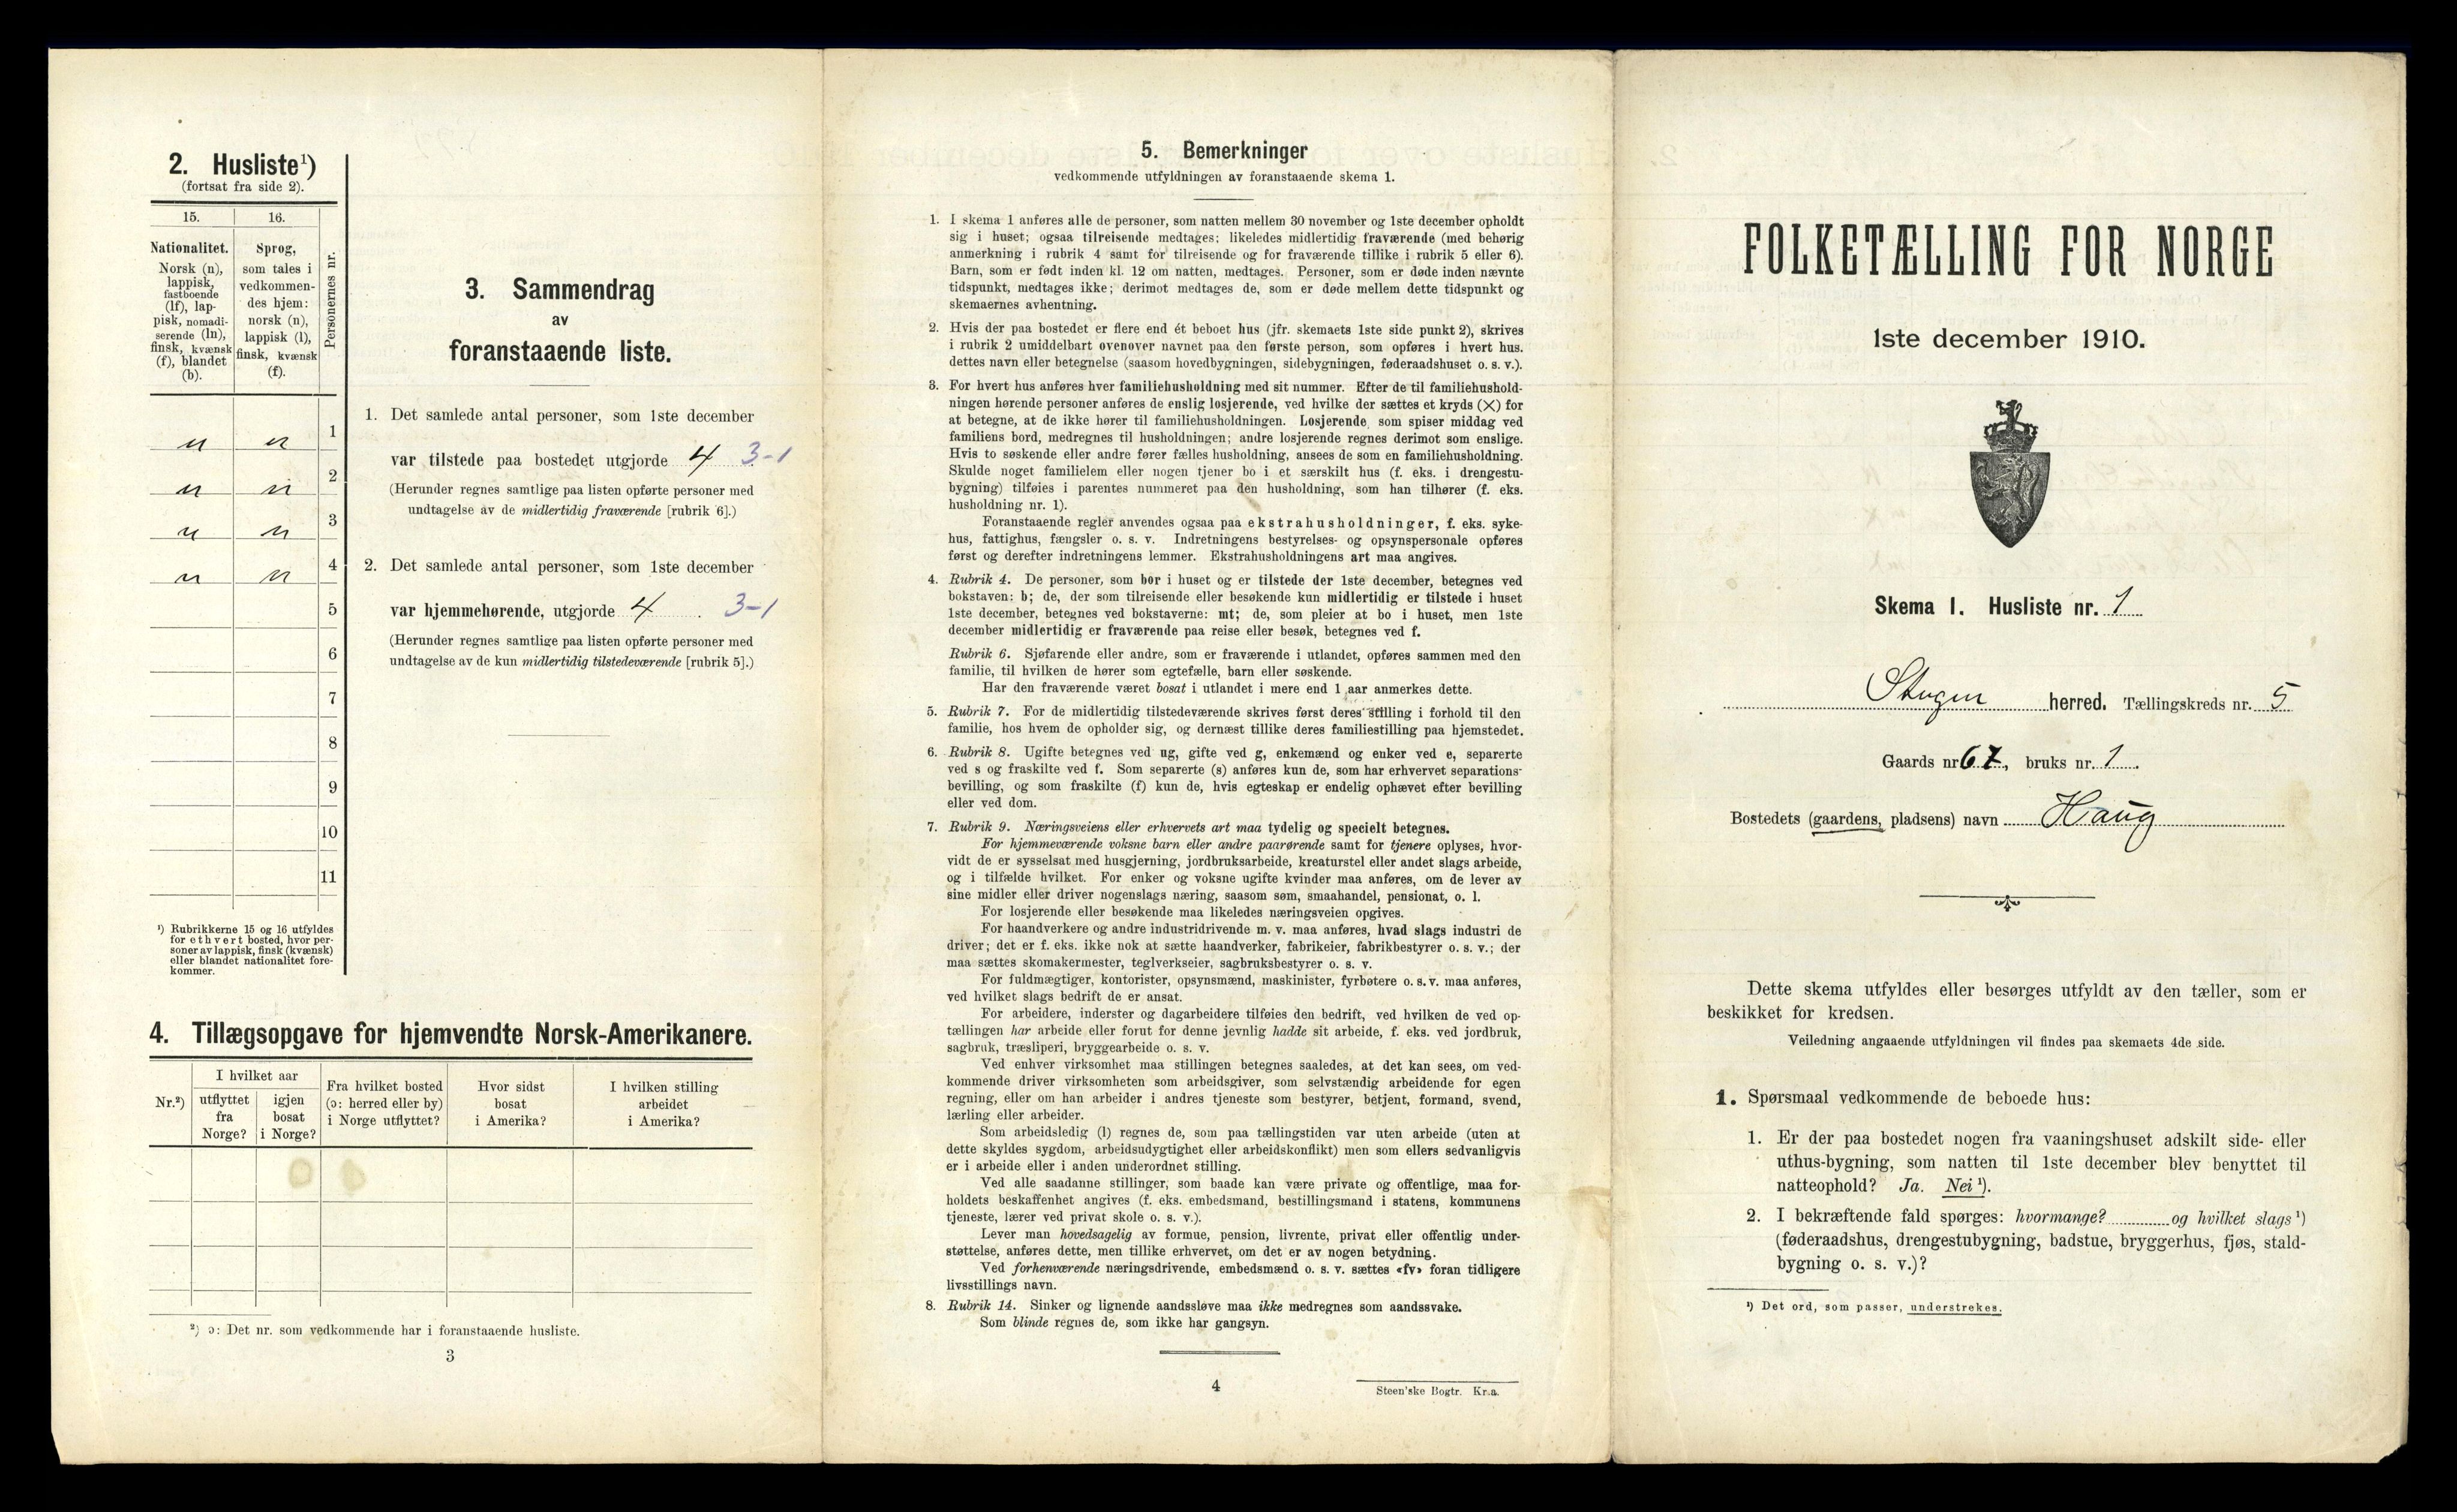 2. Husliste¹)
(fortsat fra side 2).
15.
16.
Personernes nr.
Nationalitet.
Norsk (n),
lappisk,
fastboende
(lf), lap-
pisk, nomadi-
serende (ln),
finsk, kvænsk
(f), blandet
(b).
Sprog,
som tales i
vedkommen-
des hjem:
norsk (n),
lappisk (l),
finsk, kvænsk
(f).
n n 1
n n 2
n n 3
n n 4
5
6
7
8
9
10
11
¹) Rubrikkerne 15 og 16 utfyldes
for ethvert bosted, hvor per-
soner av lappisk, finsk (kvænsk)
eller blandet nationalitet fore-
kommer.
3. Sammendrag
av
foranstaaende liste.
1. Det samlede antal personer, som 1ste december
var tilstede paa bostedet utgjorde 4 3-1
(Herunder regnes samtlige paa listen opførte personer med
undtagelse av de midlertidig fraværende [rubrik 6].)
2. Det samlede antal personer, som 1ste december
var hjemmehørende, utgjorde 4 . 3-1
(Herunder regnes samtlige paa listen opførte personer med
undtagelse av de kun midlertidig tilstedeværende [rubrik 5].)
4. Tillægsopgave for hjemvendte Norsk-Amerikanere.
Nr.²)
I hvilket aar
utflyttet
fra
Norge?
igjen
bosat
i Norge?
Fra hvilket bosted
(ɔ: herred eller by)
i Norge utflyttet?
Hvor sidst
bosat
i Amerika?
I hvilken stilling
arbeidet
i Amerika?
²) ɔ: Det nr. som vedkommende har i foranstaaende husliste.
3
5. Bemerkninger
vedkommende utfyldningen av foranstaaende skema 1.
1. I skema 1 anføres alle de personer, som natten mellem 30 november og 1ste december opholdt
sig i huset; ogsaa tilreisende medtages; likeledes midlertidig fraværende (med behørig
anmerkning i rubrik 4 samt for tilreisende og for fraværende tillike i rubrik 5 eller 6).
Barn, som er født inden kl. 12 om natten, medtages. Personer, som er døde inden nævnte
tidspunkt, medtages ikke; derimot medtages de, som er døde mellem dette tidspunkt og
skemaernes avhentning.
2. Hvis der paa bostedet er flere end ét beboet hus (jfr. skemaets 1ste side punkt 2), skrives
i rubrik 2 umiddelbart ovenover navnet paa den første person, som opføres i hvert hus.
dettes navn eller betegnelse (saasom hovedbygningen, sidebygningen, føderaadshuset o. s. v.).
3. For hvert hus anføres hver familiehusholdning med sit nummer. Efter de til familiehushold-
ningen hørende personer anføres de enslig losjerende, ved hvilke der sættes et kryds (×) for
at betegne, at de ikke hører til familiehusholdningen. Losjerende som spiser middag ved
familiens bord, medregnes til husholdningen; andre losjerende regnes derimot som enslige.
Hvis to søskende eller andre fører fælles husholdning, ansees de som en familiehusholdning.
Skulde noget familielem eller nogen tjener bo i et særskilt hus (f. eks. i drengestu-
bygning) tilføies i parentes nummeret paa den husholdning, som han tilhører (f. eks.
husholdning nr. 1).
Foranstaaende regler anvendes ogsaa paa ekstrahusholdninger, f. eks. syke-
hus, fattighus, fængsler o. s. v. Indretningens bestyrelses- og opsynspersonale opføres
først og derefter indretningens lemmer. Ekstrahusholdningens art maa angives.
4. Rubrik 4. De personer, som bor i huset og er tilstede der 1ste december, betegnes ved
bokstaven: b; de, der som tilreisende eller besøkende kun midlertidig er tilstede i huset
1ste december, betegnes ved bokstaverne: mt; de, som pleier at bo i huset, men 1ste
december midlertidig er fraværende paa reise eller besøk, betegnes ved f.
Rubrik 6. Sjøfarende eller andre, som er fraværende i utlandet, opføres sammen med den
familie, til hvilken de hører som egtefælle, barn eller søskende.
Har den fraværende været bosat i utlandet i mere end 1 aar anmerkes dette.
5. Rubrik 7. For de midlertidig tilstedeværende skrives først deres stilling i forhold til den
familie, hos hvem de opholder sig, og dernæst tillike deres familiestilling paa hjemstedet.
6. Rubrik 8. Ugifte betegnes ved ug, gifte ved g, enkemænd og enker ved e, separerte
ved s og fraskilte ved f. Som separerte (s) anføres kun de, som har erhvervet separations-
bevilling, og som fraskilte (f) kun de, hvis egteskap er endelig ophævet efter bevilling
eller ved dom.
7. Rubrik 9. Næringsveiens eller erhvervets art maa tydelig og specielt betegnes.
For hjemmeværende voksne barn eller andre paarørende samt for tjenere oplyses, hvor-
vidt de er sysselsat med husgjerning, jordbruksarbeide, kreaturstel eller andet slags arbeide,
og i tilfælde hvilket. For enker og voksne ugifte kvinder maa anføres, om de lever av
sine midler eller driver nogenslags næring, saasom søm, smaahandel, pensionat, o. l.
For losjerende eller besøkende maa likeledes næringsveien opgives.
For haandverkere og andre industridrivende m. v. maa anføres, hvad slags industri de
driver; det er f. eks. ikke nok at sætte haandverker, fabrikeier, fabrikbestyrer o. s. v.; der
maa sættes skomakermester, teglverkseier, sagbruksbestyrer o. s. v.
For fuldmægtiger, kontorister, opsynsmænd, maskinister, fyrbøtere o. s. v. maa anføres,
ved hvilket slags bedrift de er ansat.
For arbeidere, inderster og dagarbeidere tilføies den bedrift, ved hvilken de ved op-
tællingen har arbeide eller forut for denne jevnlig hadde sit arbeide, f. eks. ved jordbruk,
sagbruk, træsliperi, bryggearbeide o. s. v.
Ved enhver virksomhet maa stillingen betegnes saaledes, at det kan sees, om ved-
kommende driver virksomheten som arbeidsgiver, som selvstændig arbeidende for egen
regning, eller om han arbeider i andres tjeneste som bestyrer, betjent, formand, svend,
lærling eller arbeider.
Som arbeidsledig (l) regnes de, som paa tællingstiden var uten arbeide (uten at
dette skyldes sygdom, arbeidsudygtighet eller arbeidskonflikt) men som ellers sedvanligvis
er i arbeide eller i anden underordnet stilling.
Ved alle saadanne stillinger, som baade kan være private og offentlige, maa for-
holdets beskaffenhet angives (f. eks. embedsmand, bestillingsmand i statens, kommunens
tjeneste, lærer ved privat skole o. s. v.).
Lever man hovedsagelig av formue, pension, livrente, privat eller offentlig under-
støttelse, anføres dette, men tillike erhvervet, om det er av nogen betydning.
Ved forhenværende næringsdrivende, embedsmænd o. s. v. sættes «fv» foran tidligere
livsstillings navn.
8. Rubrik 14. Sinker og lignende aandssløve maa ikke medregnes som aandssvake.
Som blinde regnes de, som ikke har gangsyn.
4
Steen'ske Bogtr. Kr.a.
FOLKETÆLLING FOR NORGE
1ste december 1910.
Skema 1. Husliste nr. 1
Stegen herred. Tællingskreds nr. 5
Gaards nr 67, bruks nr. 1.
Bostedets (gaardens, pladsens) navn Haug
Dette skema utfyldes eller besørges utfyldt av den tæller, som er
beskikket for kredsen.
Veiledning angaaende utfyldningen vil findes paa skemaets 4de side.
1. Spørsmaal vedkommende de beboede hus:
1. Er der paa bostedet nogen fra vaaningshuset adskilt side- eller
uthus-bygning, som natten til 1ste december blev benyttet til
natteophold? Ja. Nei ¹).
2. I bekræftende fald spørges: hvormange? og hvilket slags ¹)
(føderaadshus, drengestubygning, badstue, bryggerhus, fjøs, stald-
bygning o. s. v.)?
¹) Det ord, som passer, understrekes.